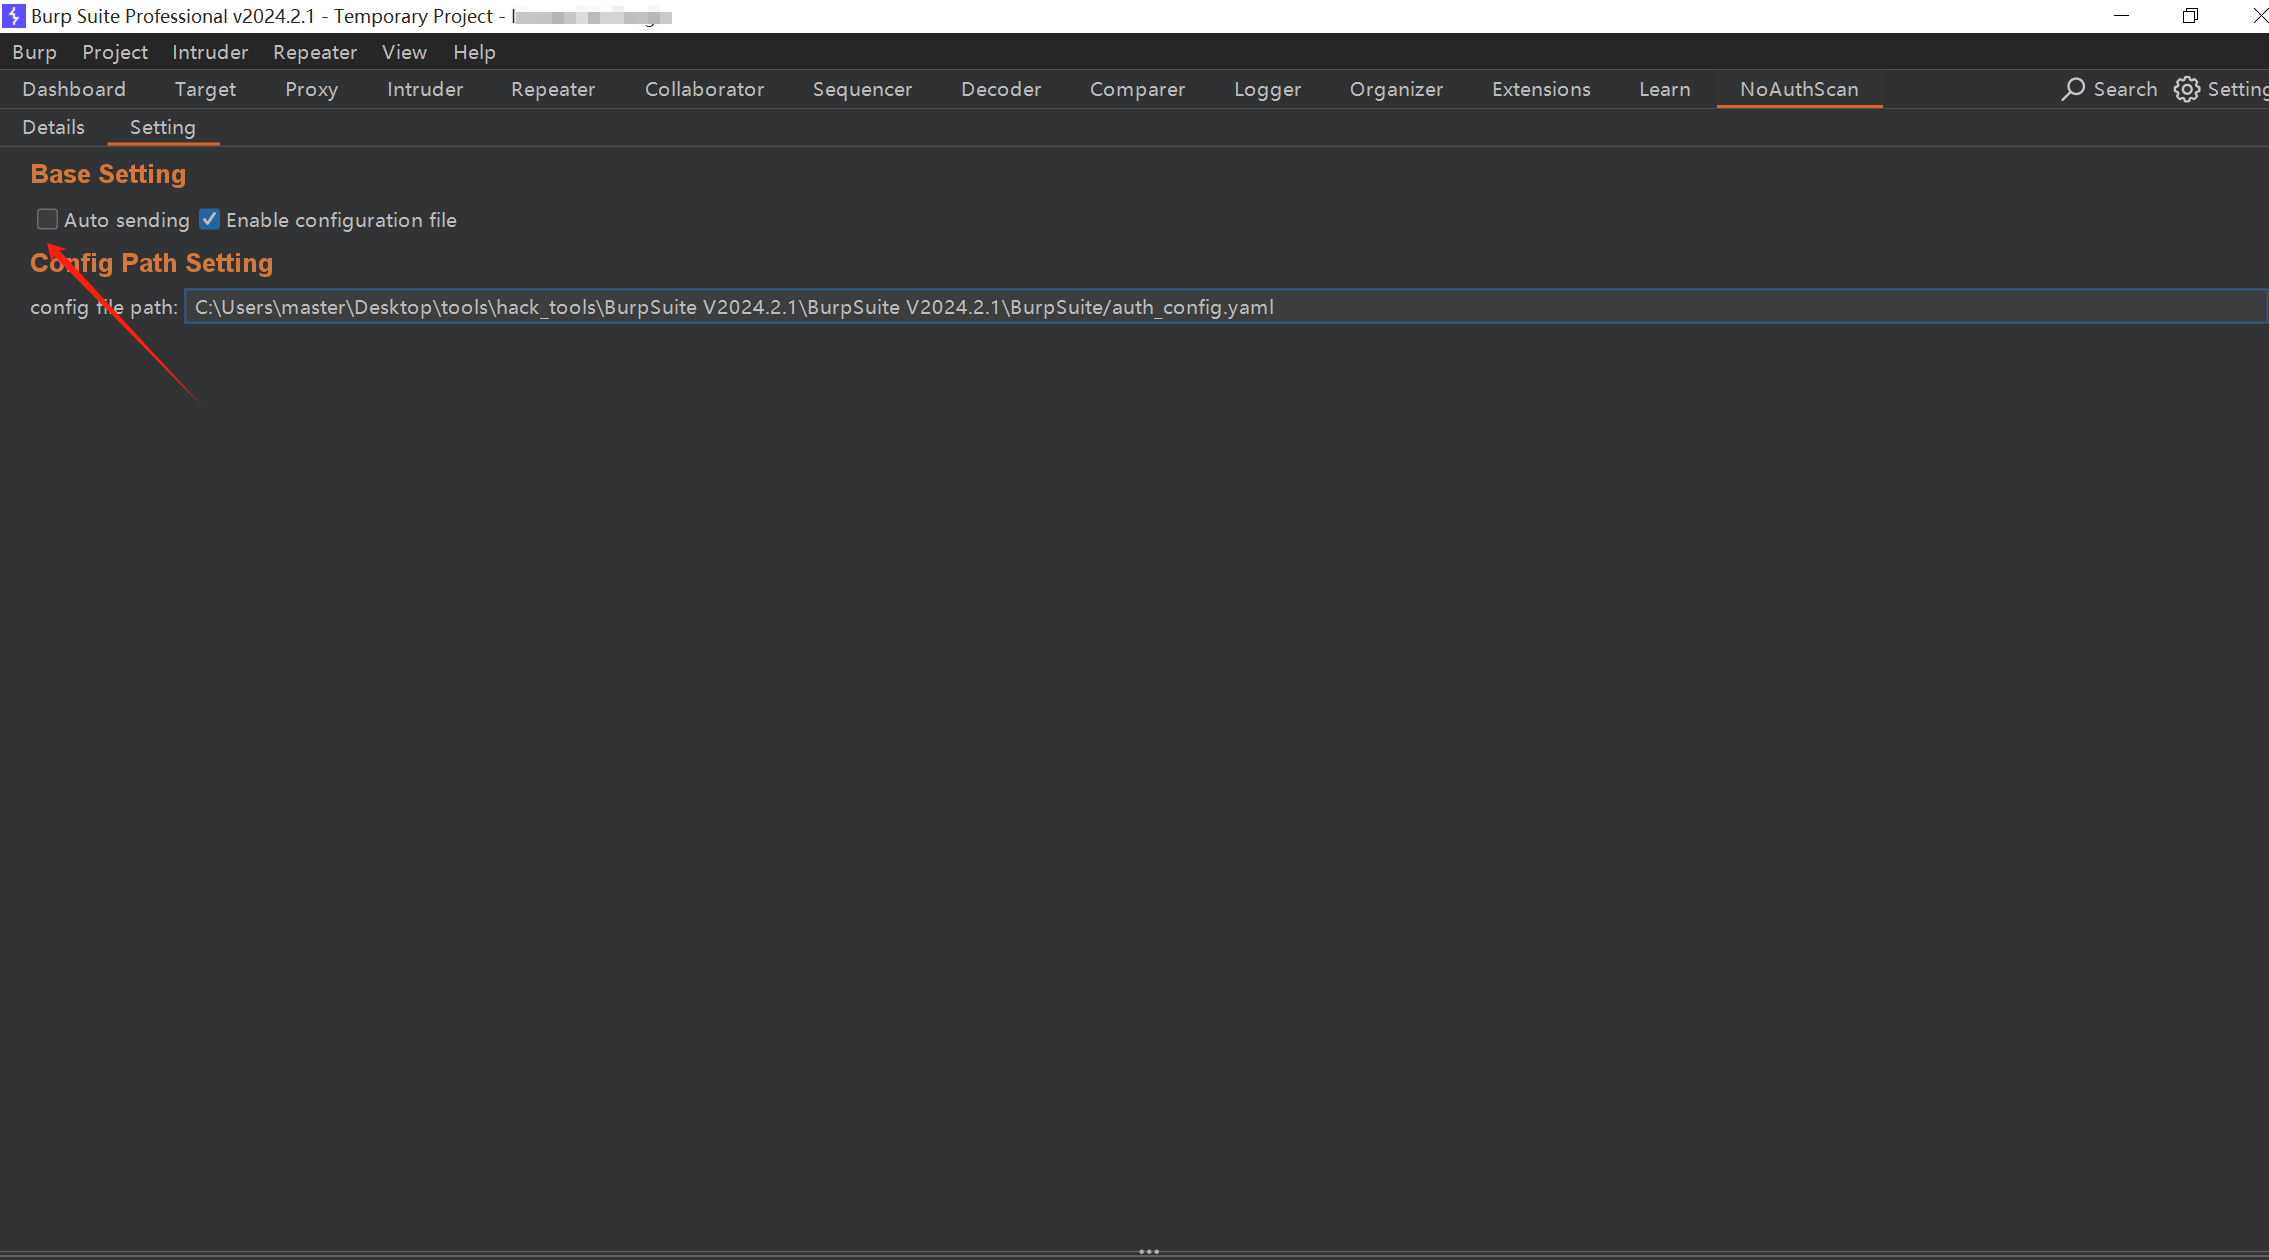 Burp Suite Professional v2024.2.1 - Temporary Project -
Burp Project Intruder Repeater View Help
Dashboard Target Proxy Intruder Repeater Collaborator Sequencer Decoder Comparer Logger Organizer Extensions Learn NoAuthScan Search Setting
Details Setting
Base Setting
Auto sending Enable configuration file
Config Path Setting
config file path: C:\Users\master\Desktop\tools\hack_tools\BurpSuite V2024.2.1\BurpSuite V2024.2.1\BurpSuite/auth_config.yaml